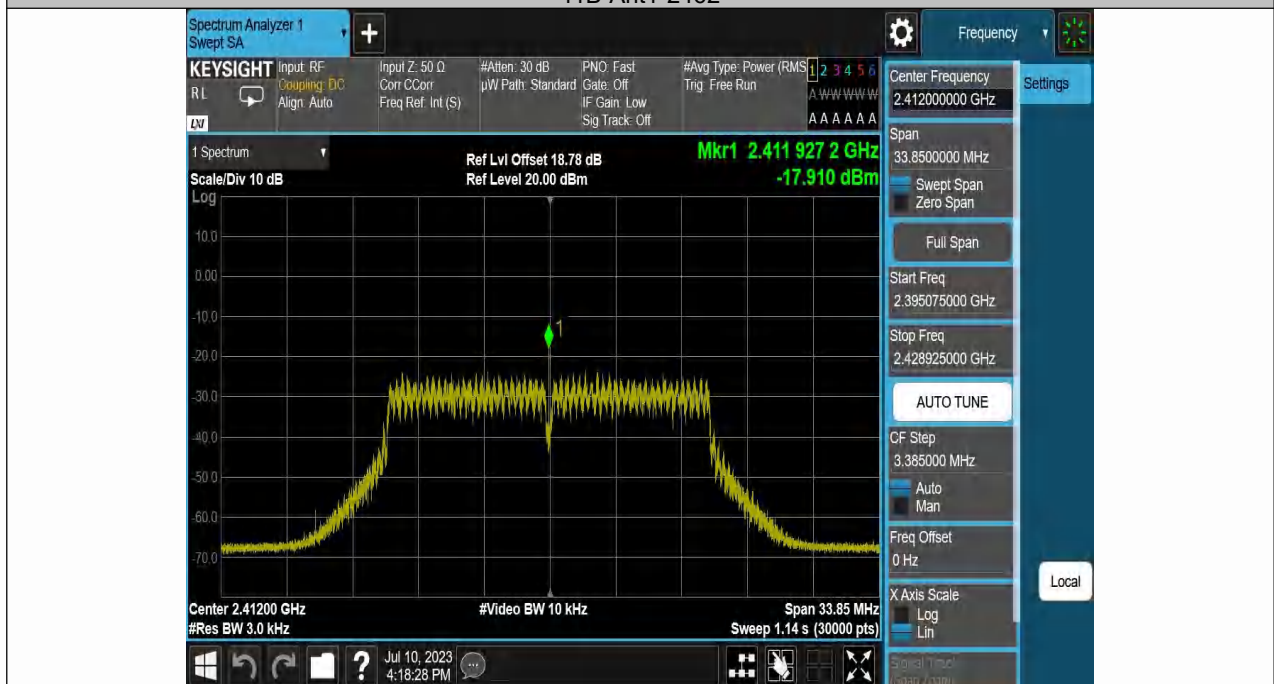 Spectrum Analyzer 1
Swept SA
+
Frequency
KEYSIGHT
RL
LXI
Input: RF
Coupling: DC
Align: Auto
Input Z: 50 Ω
Corr CCorr
Freq Ref: Int (S)
#Atten: 30 dB
µW Path: Standard
PNO: Fast
Gate: Off
IF Gain: Low
Sig Track: Off
#Avg Type: Power (RMS
Trig: Free Run
1 2 3 4 5 6
A W W W W W
A A A A A A
1 Spectrum
Scale/Div 10 dB
Log
Ref Lvl Offset 18.78 dB
Ref Level 20.00 dBm
Mkr1 2.411 927 2 GHz
-17.910 dBm
10.0
0.00
-10.0
-20.0
-30.0
-40.0
-50.0
-60.0
-70.0
1
Center 2.41200 GHz
#Res BW 3.0 kHz
#Video BW 10 kHz
Span 33.85 MHz
Sweep 1.14 s (30000 pts)
Center Frequency
2.412000000 GHz
Settings
Span
33.8500000 MHz
Swept Span
Zero Span
Full Span
Start Freq
2.395075000 GHz
Stop Freq
2.428925000 GHz
AUTO TUNE
CF Step
3.385000 MHz
Auto
Man
Freq Offset
0 Hz
X Axis Scale
Log
Lin
Local
?
Jul 10, 2023
4:18:28 PM